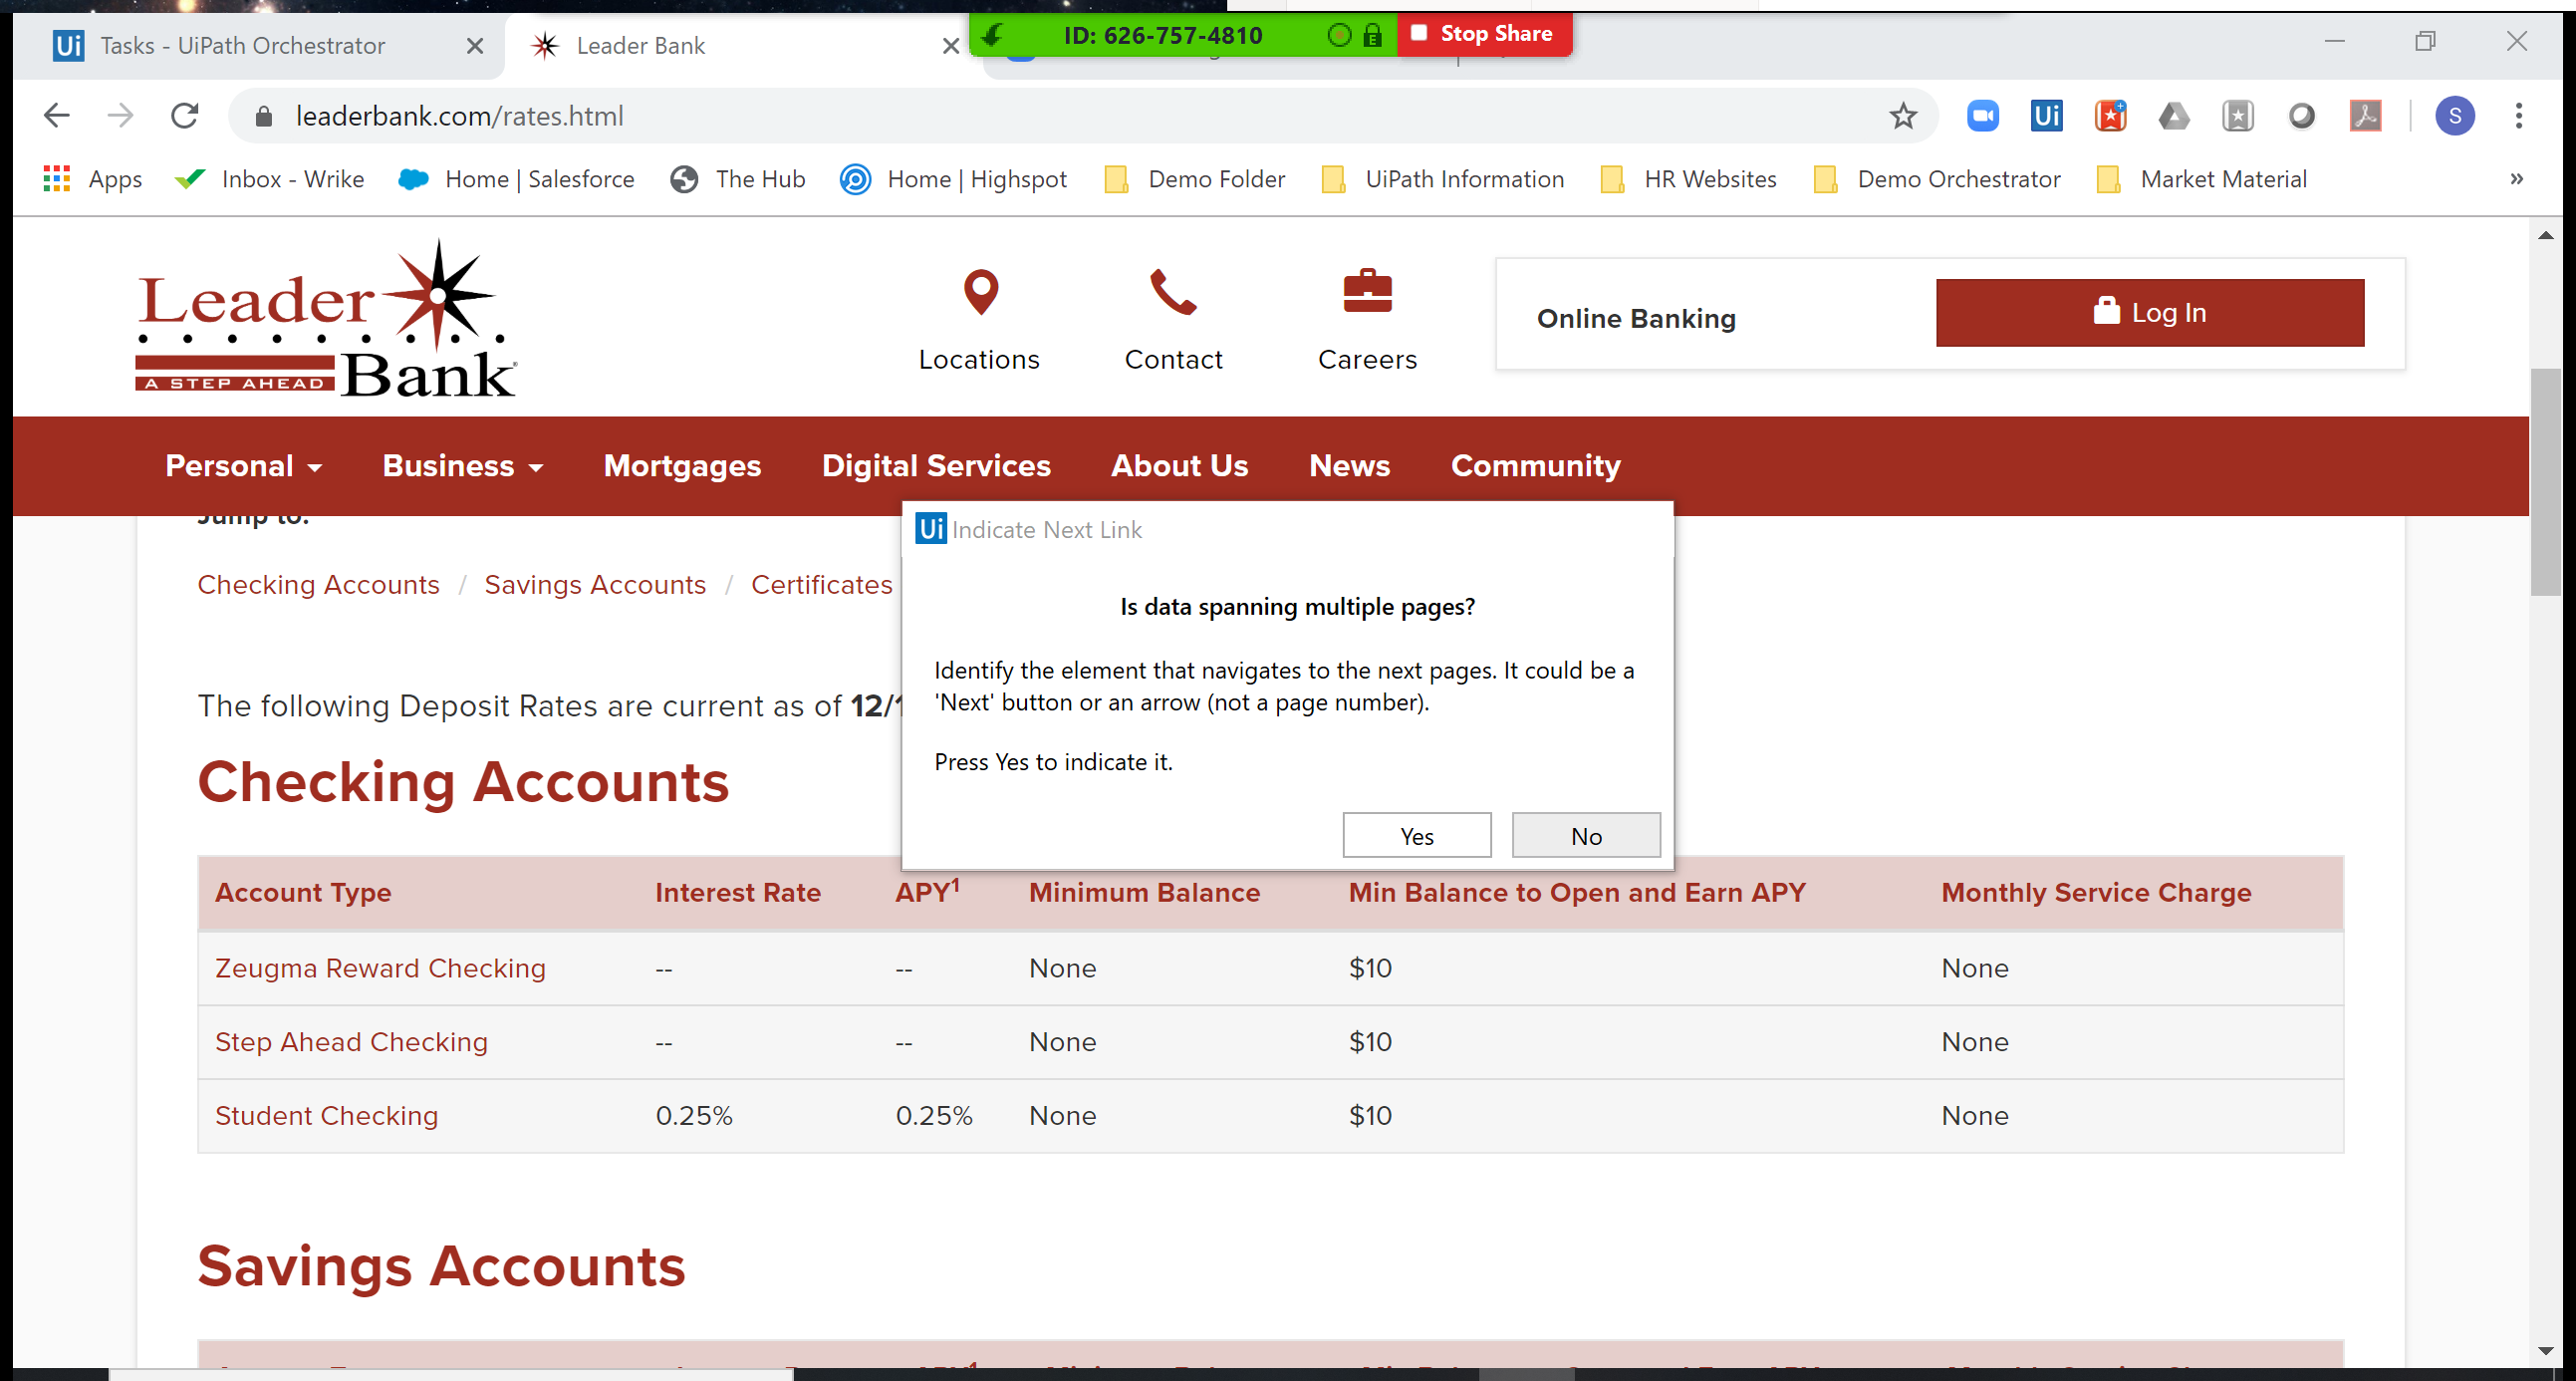 Ui Tasks - UiPath Orchestrator
Leader Bank
ID: 626-757-4810
Stop Share
leaderbank.com/rates.html
Ui
S
Apps
Inbox - Wrike
Home | Salesforce
The Hub
Home | Highspot
Demo Folder
UiPath Information
HR Websites
Demo Orchestrator
Market Material
»
Leader
Bank
A STEP AHEAD
Locations
Contact
Careers
Online Banking
Log In
Personal
Business
Mortgages
Digital Services
About Us
News
Community
Jump to:
Checking Accounts / Savings Accounts / Certificates
The following Deposit Rates are current as of 12/1
Ui Indicate Next Link
Is data spanning multiple pages?
Identify the element that navigates to the next pages. It could be a
'Next' button or an arrow (not a page number).
Press Yes to indicate it.
Yes
No
Checking Accounts
Account Type Interest Rate APY¹ Minimum Balance Min Balance to Open and Earn APY Monthly Service Charge
Zeugma Reward Checking -- -- None $10 None
Step Ahead Checking -- -- None $10 None
Student Checking 0.25% 0.25% None $10 None
Savings Accounts